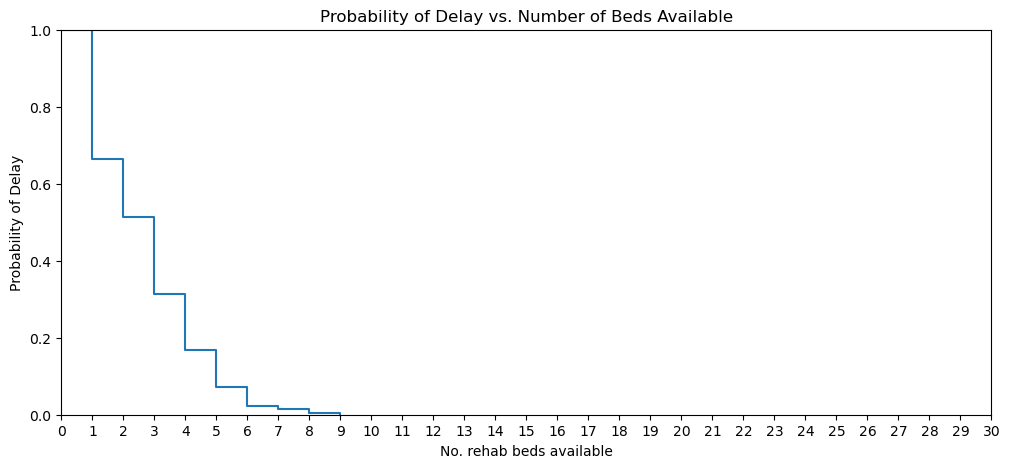 Probability of Delay vs. Number of Beds Available
1.0
0.8
0.6
0.4
0.2
0.0
Probability of Delay
0 1 2 3 4 5 6 7 8 9 10 11 12 13 14 15 16 17 18 19 20 21 22 23 24 25 26 27 28 29 30
No. rehab beds available